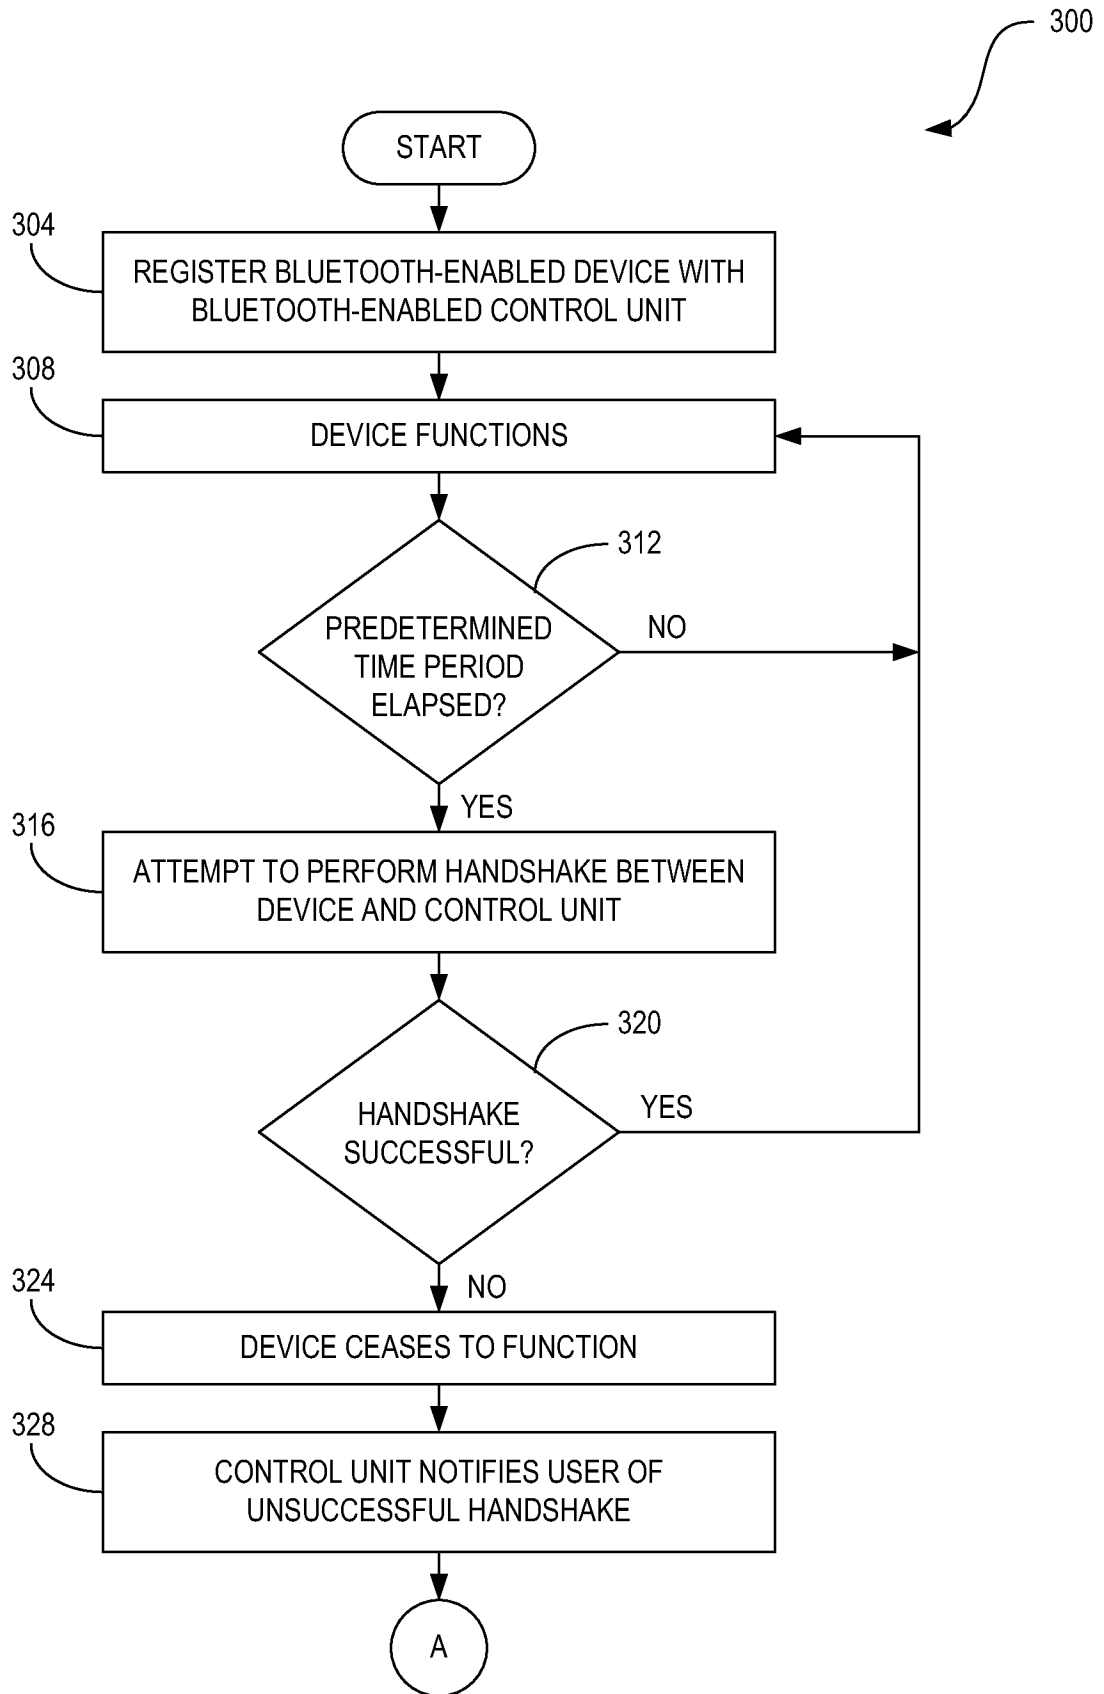 300
START
304
REGISTER BLUETOOTH-ENABLED DEVICE WITH
BLUETOOTH-ENABLED CONTROL UNIT
308
DEVICE FUNCTIONS
312
PREDETERMINED
TIME PERIOD
ELAPSED?
NO
YES
316
ATTEMPT TO PERFORM HANDSHAKE BETWEEN
DEVICE AND CONTROL UNIT
320
HANDSHAKE
SUCCESSFUL?
YES
NO
324
DEVICE CEASES TO FUNCTION
328
CONTROL UNIT NOTIFIES USER OF
UNSUCCESSFUL HANDSHAKE
A